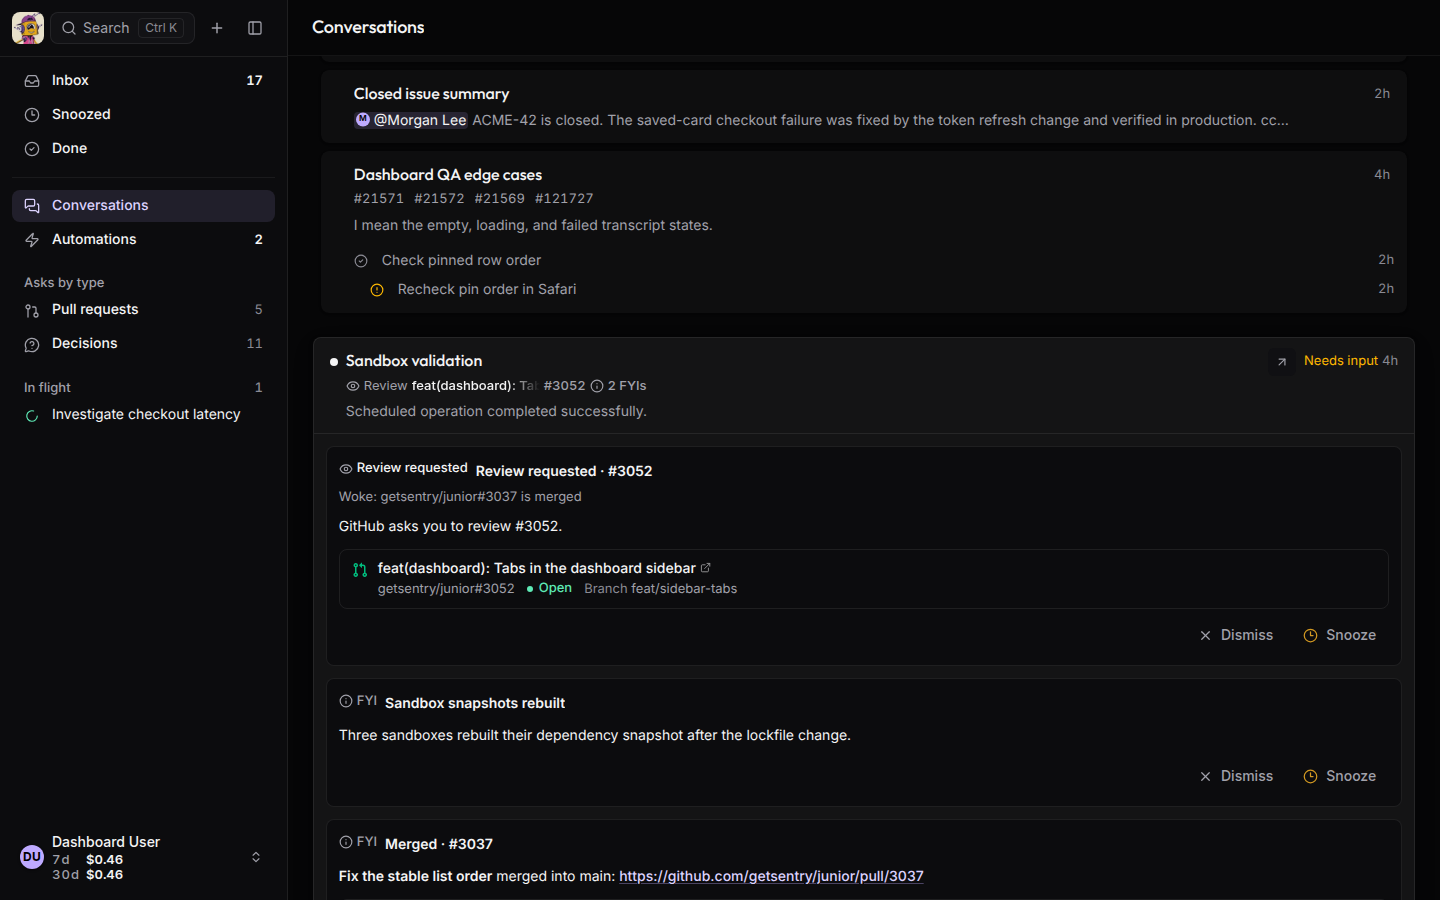 Search Ctrl K
Inbox 17
Snoozed
Done
Conversations
Automations 2
Asks by type
Pull requests 5
Decisions 11
In flight 1
Investigate checkout latency
DU Dashboard User
7d $0.46
30d $0.46
Conversations
Closed issue summary 2h
M @Morgan Lee ACME-42 is closed. The saved-card checkout failure was fixed by the token refresh change and verified in production. cc...
Dashboard QA edge cases 4h
#21571 #21572 #21569 #121727
I mean the empty, loading, and failed transcript states.
Check pinned row order 2h
Recheck pin order in Safari 2h
Sandbox validation Needs input 4h
Review feat(dashboard): Tal #3052 2 FYIs
Scheduled operation completed successfully.
Review requested Review requested · #3052
Woke: getsentry/junior#3037 is merged
GitHub asks you to review #3052.
feat(dashboard): Tabs in the dashboard sidebar
getsentry/junior#3052 Open Branch feat/sidebar-tabs
Dismiss Snooze
FYI Sandbox snapshots rebuilt
Three sandboxes rebuilt their dependency snapshot after the lockfile change.
Dismiss Snooze
FYI Merged · #3037
Fix the stable list order merged into main: https://github.com/getsentry/junior/pull/3037